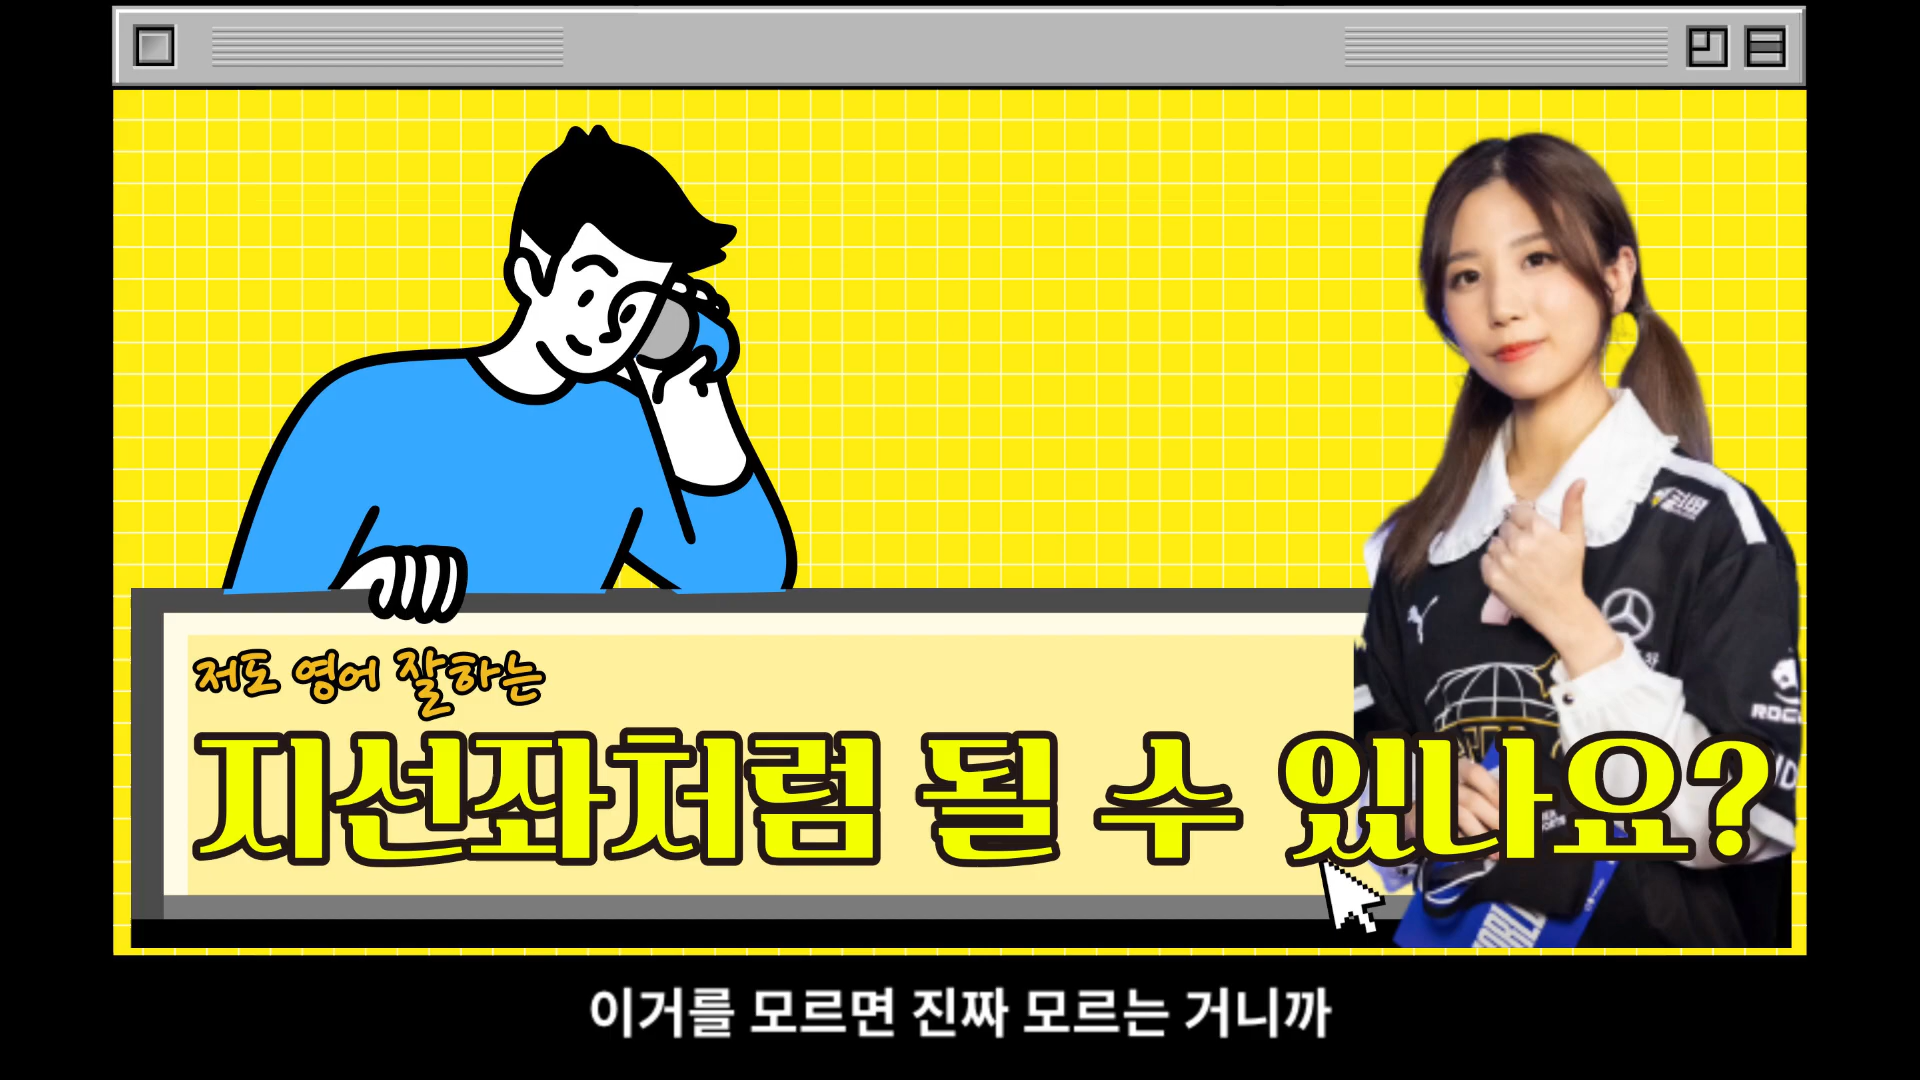 저도 영어 잘하는
지선좌처럼 될 수 있나요?
이거를 모르면 진짜 모르는 거니까